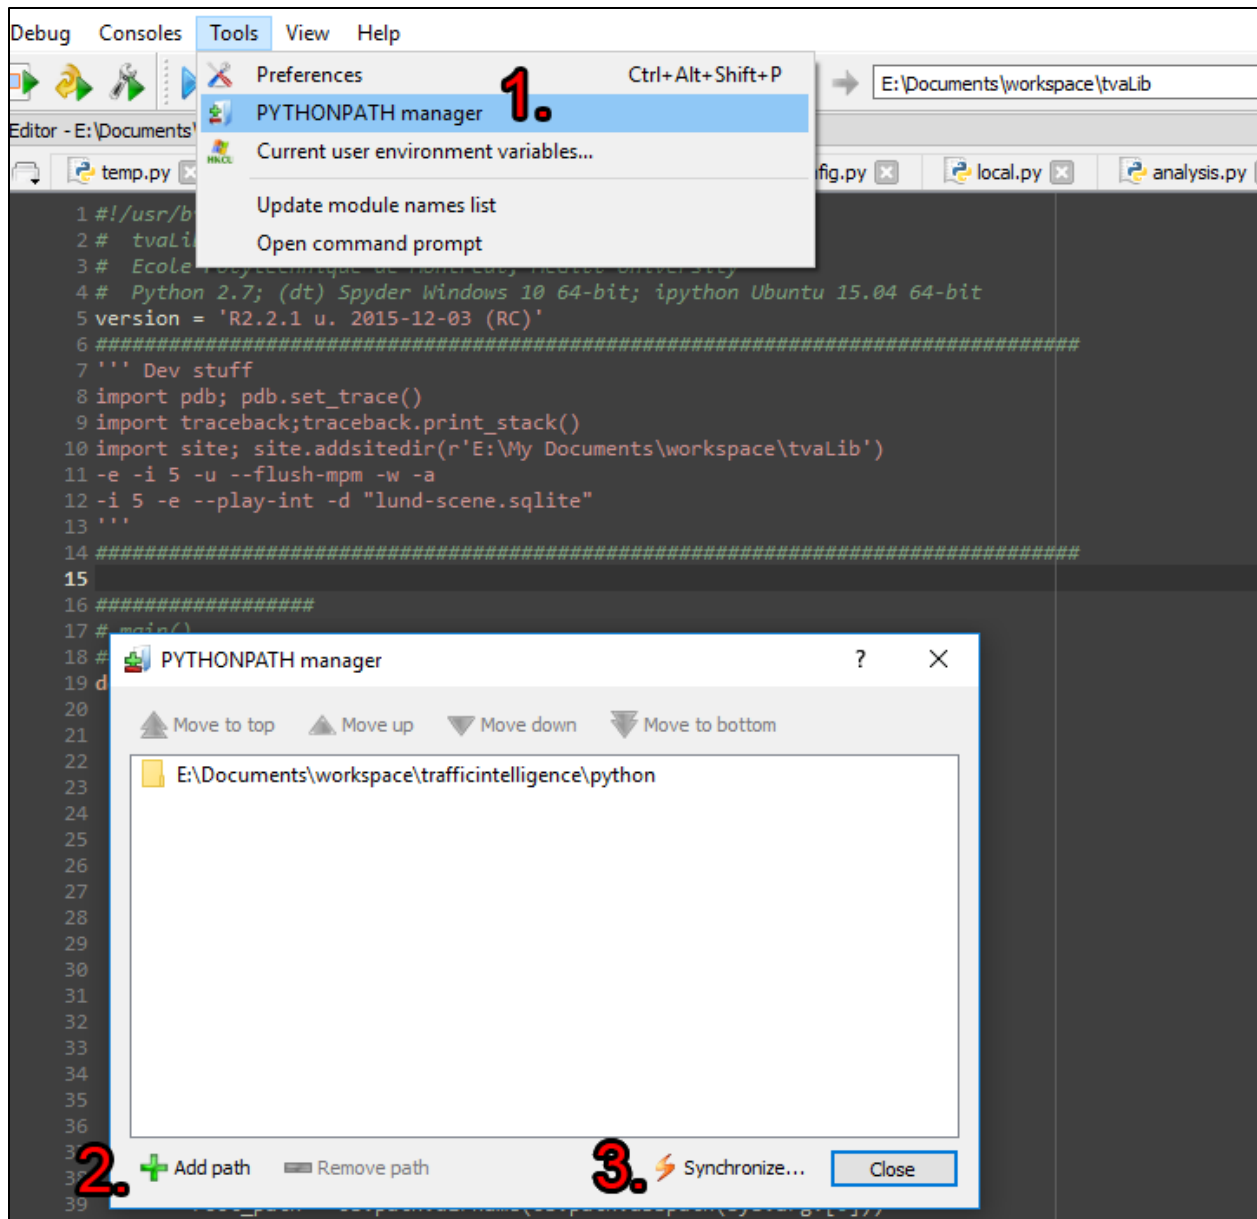 Debug Consoles Tools View Help
Preferences Ctrl+Alt+Shift+P
1.
PYTHONPATH manager
E:\Documents\workspace\tvaLib
Editor - E:\Documents\
Current user environment variables...
temp.py fig.py local.py analysis.py
Update module names list
Open command prompt
1 #!/usr/b
2 # tvaLi
3 # Ecole
4 # Python 2.7; (dt) Spyder Windows 10 64-bit; ipython Ubuntu 15.04 64-bit
5 version = 'R2.2.1 u. 2015-12-03 (RC)'
6 ################################################################################
7 ''' Dev stuff
8 import pdb; pdb.set_trace()
9 import traceback;traceback.print_stack()
10 import site; site.addsitedir(r'E:\My Documents\workspace\tvaLib')
11 -e -i 5 -u --flush-mpm -w -a
12 -i 5 -e --play-int -d "lund-scene.sqlite"
13 '''
14 ################################################################################
15
16 ##################
17 # main()
18 #
19 d
20
21
22
23
24
25
26
27
28
29
30
31
32
33
34
35
36
38
39
PYTHONPATH manager ?
Move to top Move up Move down Move to bottom
E:\Documents\workspace\trafficintelligence\python
2. Add path Remove path 3. Synchronize... Close